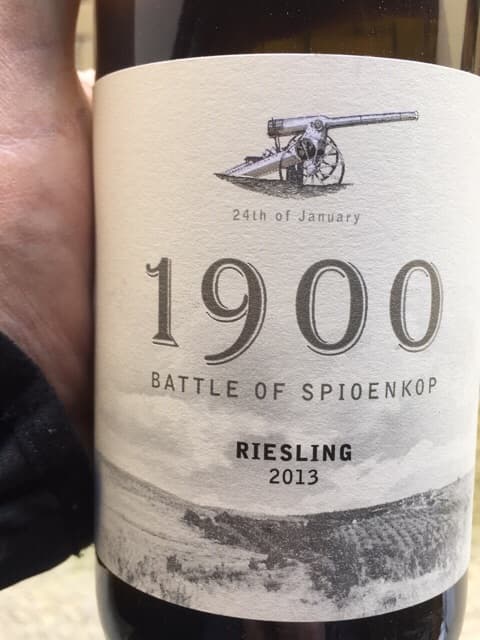 24th of January
1900
BATTLE OF SPIOENKOP
RIESLING
2013